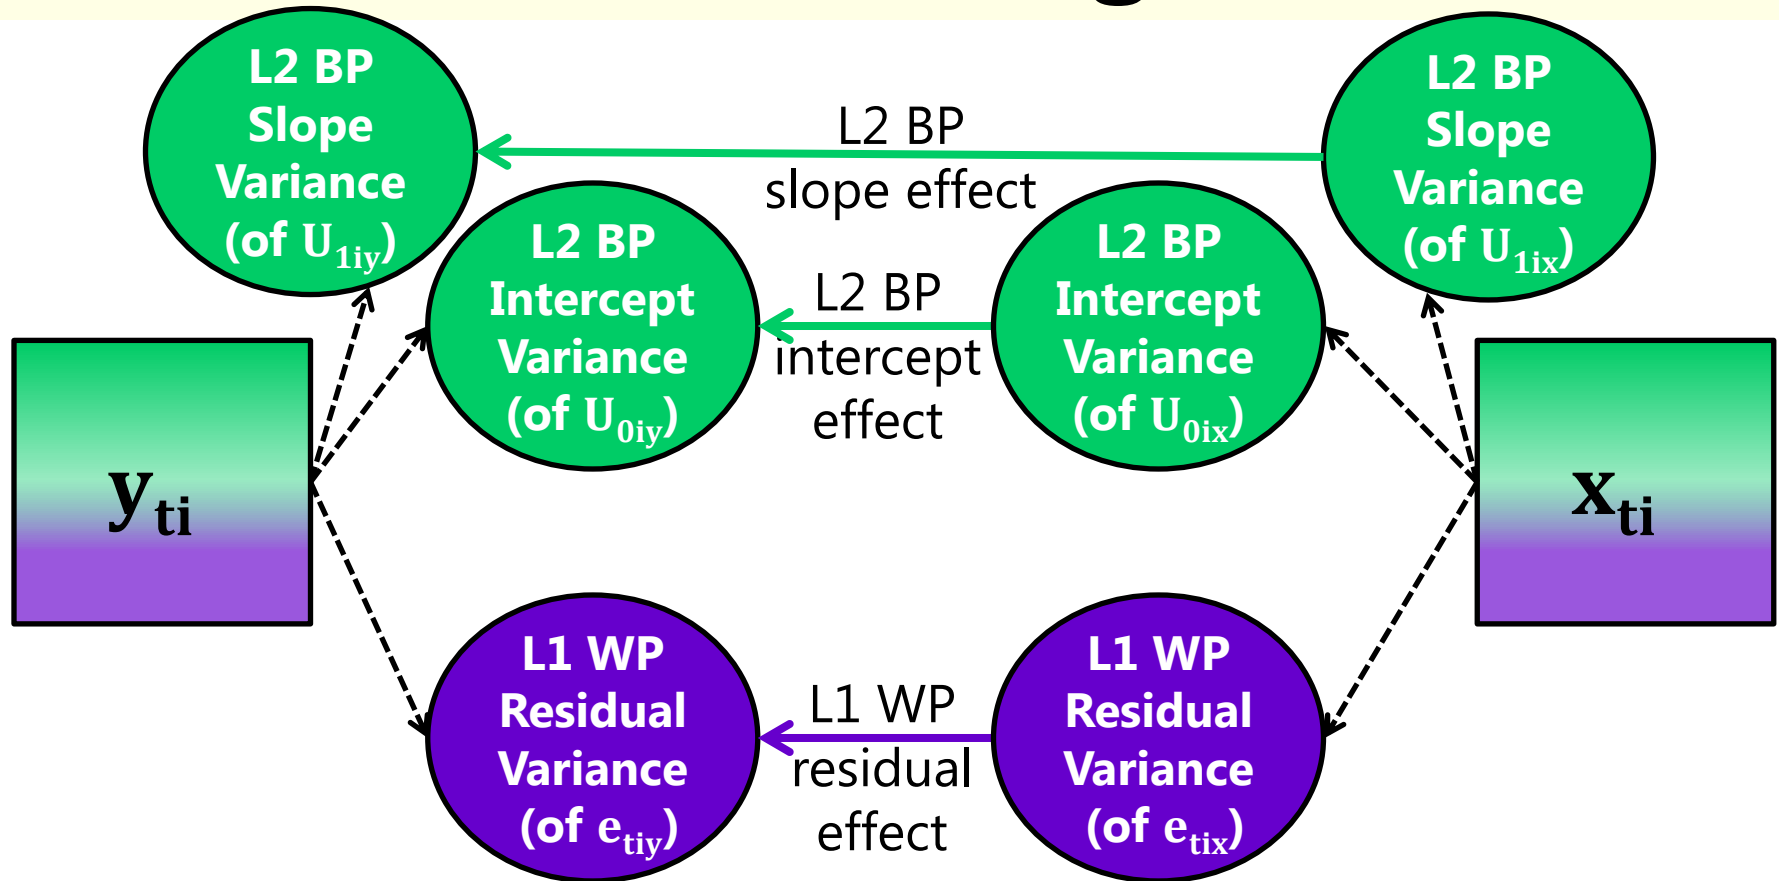 L2 BP
Slope
Variance
(of U1iy)
L2 BP
slope effect
L2 BP
Slope
Variance
(of U1ix)
L2 BP
Intercept
Variance
(of U0iy)
L2 BP
intercept
effect
L2 BP
Intercept
Variance
(of U0ix)
yti
xti
L1 WP
Residual
Variance
(of etiy)
L1 WP
residual
effect
L1 WP
Residual
Variance
(of etix)